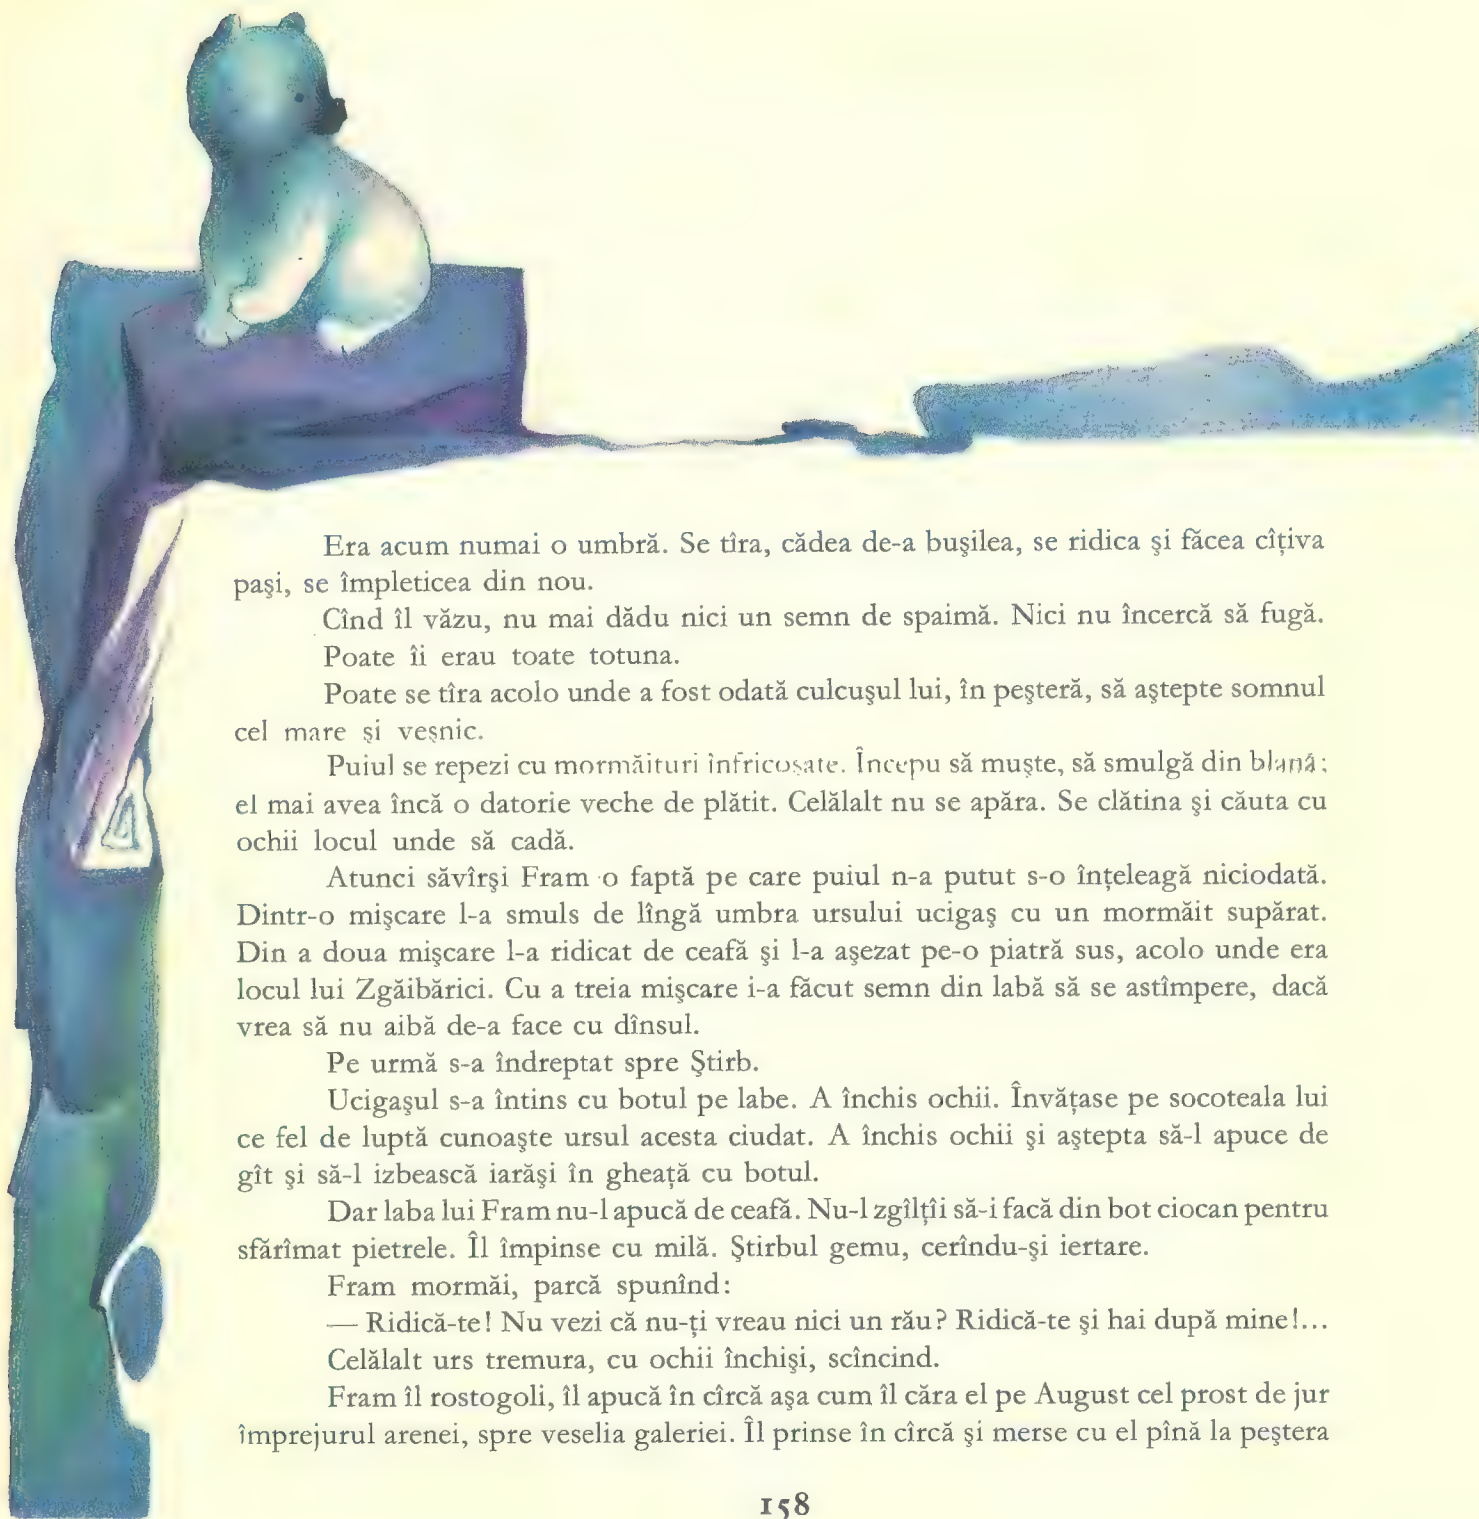 Era acum numai o umbră. Se tîra, cădea de-a buşilea, se ridica şi făcea cîţiva
paşi, se împleticea din nou.
Cînd îl văzu, nu mai dădu nici un semn de spaimă. Nici nu încercă să fugă.
Poate îi erau toate totuna.
Poate se tîra acolo unde a fost odată culcuşul lui, în peşteră, să aştepte somnul
cel mare şi veşnic.
Puiul se repezi cu mormăituri înfricoşate. Începu să muşte, să smulgă din blană;
el mai avea încă o datorie veche de plătit. Celălalt nu se apăra. Se clătina şi căuta cu
ochii locul unde să cadă.
Atunci săvîrşi Fram o faptă pe care puiul n-a putut s-o înţeleagă niciodată.
Dintr-o mişcare l-a smuls de lîngă umbra ursului ucigaş cu un mormăit supărat.
Din a doua mişcare l-a ridicat de ceafă şi l-a aşezat pe-o piatră sus, acolo unde era
locul lui Zgăibărici. Cu a treia mişcare i-a făcut semn din labă să se astîmpere, dacă
vrea să nu aibă de-a face cu dînsul.
Pe urmă s-a îndreptat spre Ştirb.
Ucigaşul s-a întins cu botul pe labe. A închis ochii. Învăţase pe socoteala lui
ce fel de luptă cunoaşte ursul acesta ciudat. A închis ochii şi aştepta să-l apuce de
gît şi să-l izbească iarăşi în gheaţă cu botul.
Dar laba lui Fram nu-l apucă de ceafă. Nu-l zgîlţîi să-i facă din bot ciocan pentru
sfărîmat pietrele. Îl împinse cu milă. Ştirbul gemu, cerîndu-şi iertare.
Fram mormăi, parcă spunînd:
— Ridică-te! Nu vezi că nu-ţi vreau nici un rău? Ridică-te şi hai după mine!...
Celălalt urs tremura, cu ochii închişi, scîncind.
Fram îl rostogoli, îl apucă în cîrcă aşa cum îl căra el pe August cel prost de jur
împrejurul arenei, spre veselia galeriei. Îl prinse în cîrcă şi merse cu el pînă la peştera
158